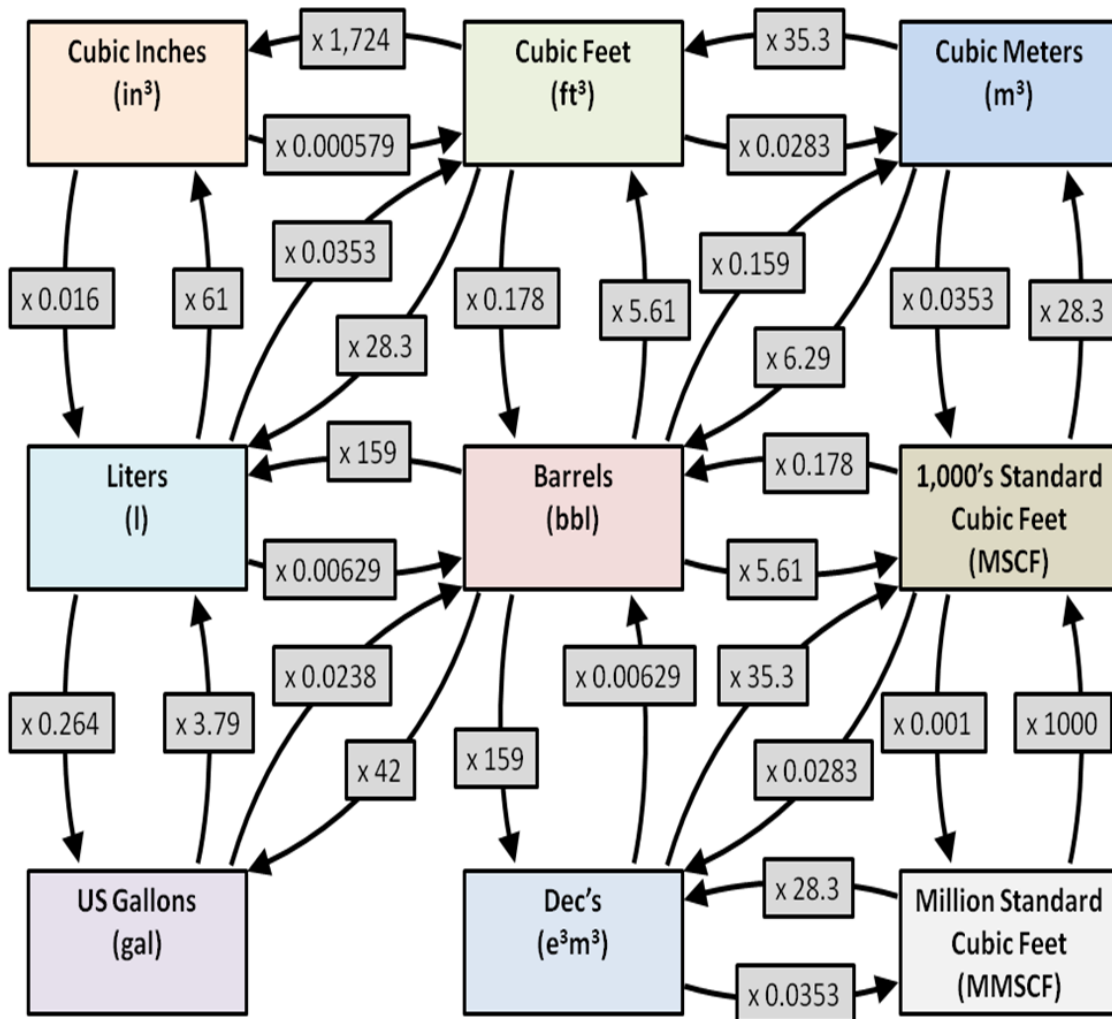 Cubic Inches
(in³)
x 1,724
Cubic Feet
(ft³)
x 35.3
Cubic Meters
(m³)
x 0.000579
x 0.0283
x 0.016
x 61
x 0.0353
x 28.3
x 0.178
x 5.61
x 0.159
x 6.29
x 0.0353
x 28.3
Liters
(l)
x 159
Barrels
(bbl)
x 0.178
1,000's Standard
Cubic Feet
(MSCF)
x 0.00629
x 5.61
x 0.264
x 3.79
x 0.0238
x 42
x 159
x 0.00629
x 35.3
x 0.0283
x 0.001
x 1000
US Gallons
(gal)
Dec's
(e³m³)
x 28.3
Million Standard
Cubic Feet
(MMSCF)
x 0.0353